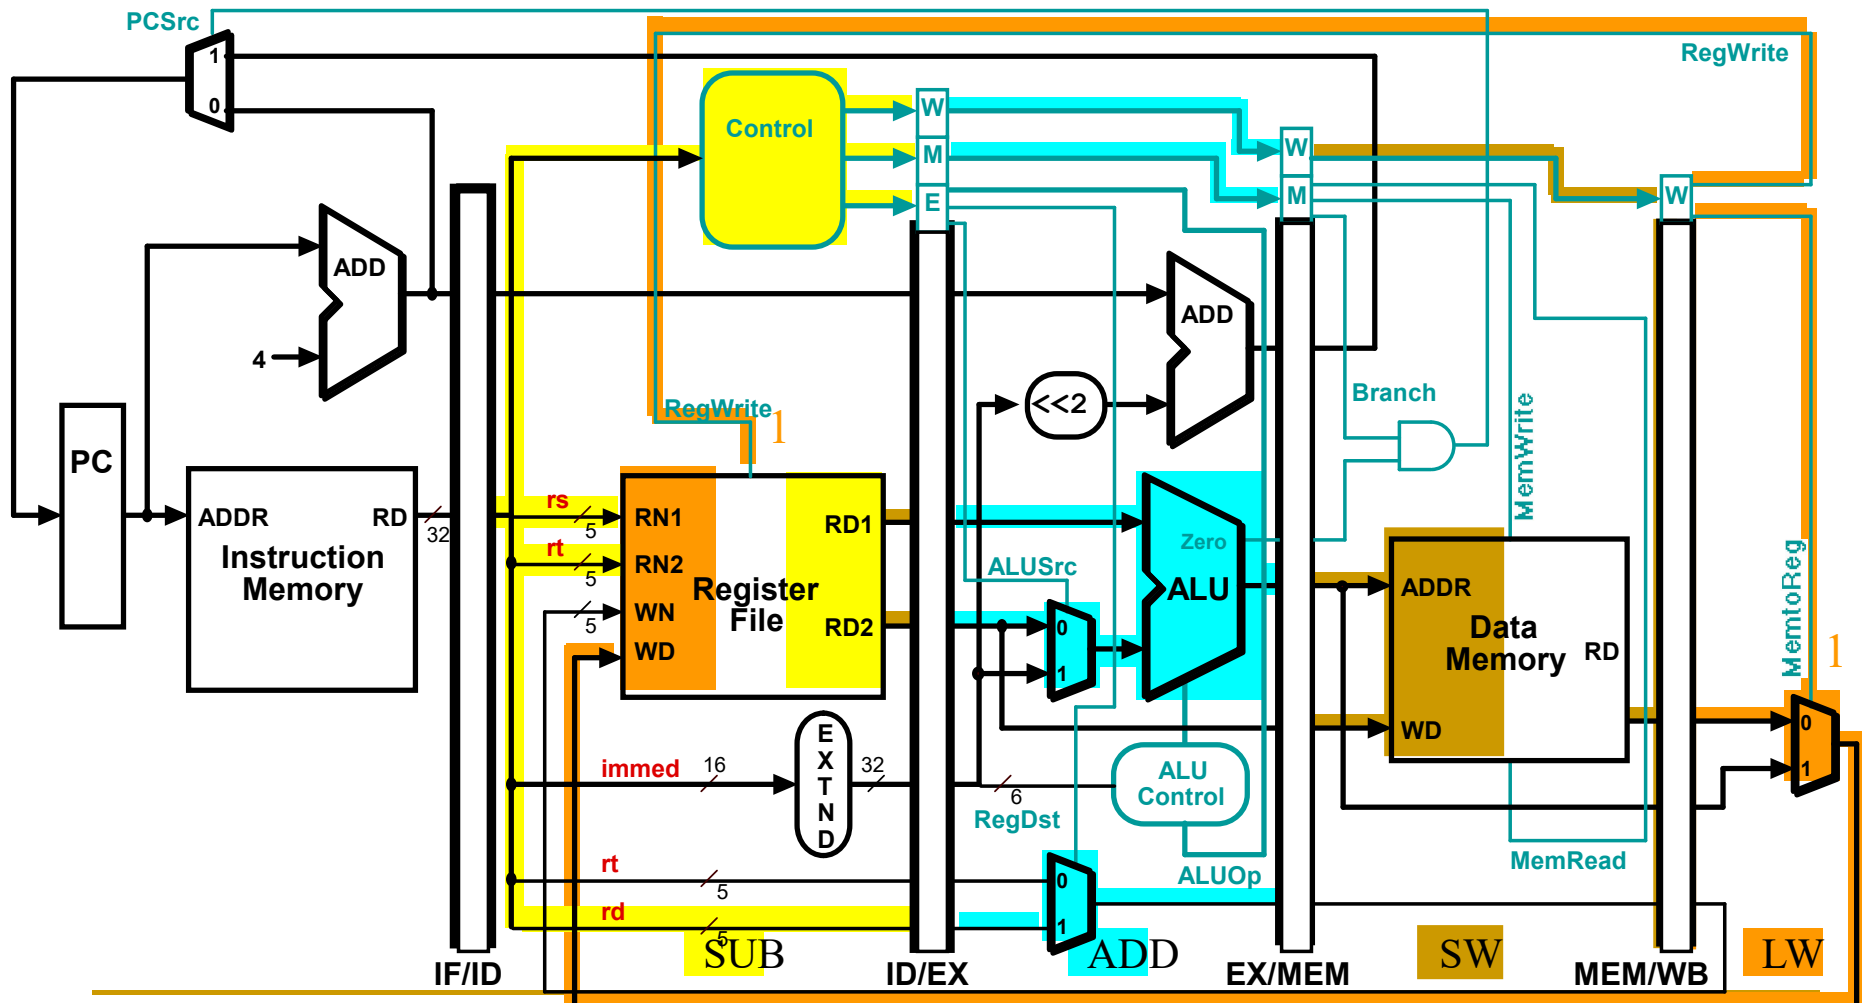 PCSrc
1
0
RegWrite
Control
W
M
E
W
M
W
ADD
4
ADD
<<2
Branch
MemWrite
RegWrite
1
PC
ADDR
RD
32
Instruction
Memory
rs
5
rt
5
5
RN1
RN2
WN
WD
Register
File
RD1
RD2
ALUSrc
0
1
Zero
ALU
ADDR
Data
Memory
RD
WD
MemtoReg
1
0
1
immed
16
EXTND
32
6
RegDst
ALU
Control
ALUOp
MemRead
rt
5
rd
5
0
1
SUB
ADD
SW
LW
IF/ID
ID/EX
EX/MEM
MEM/WB